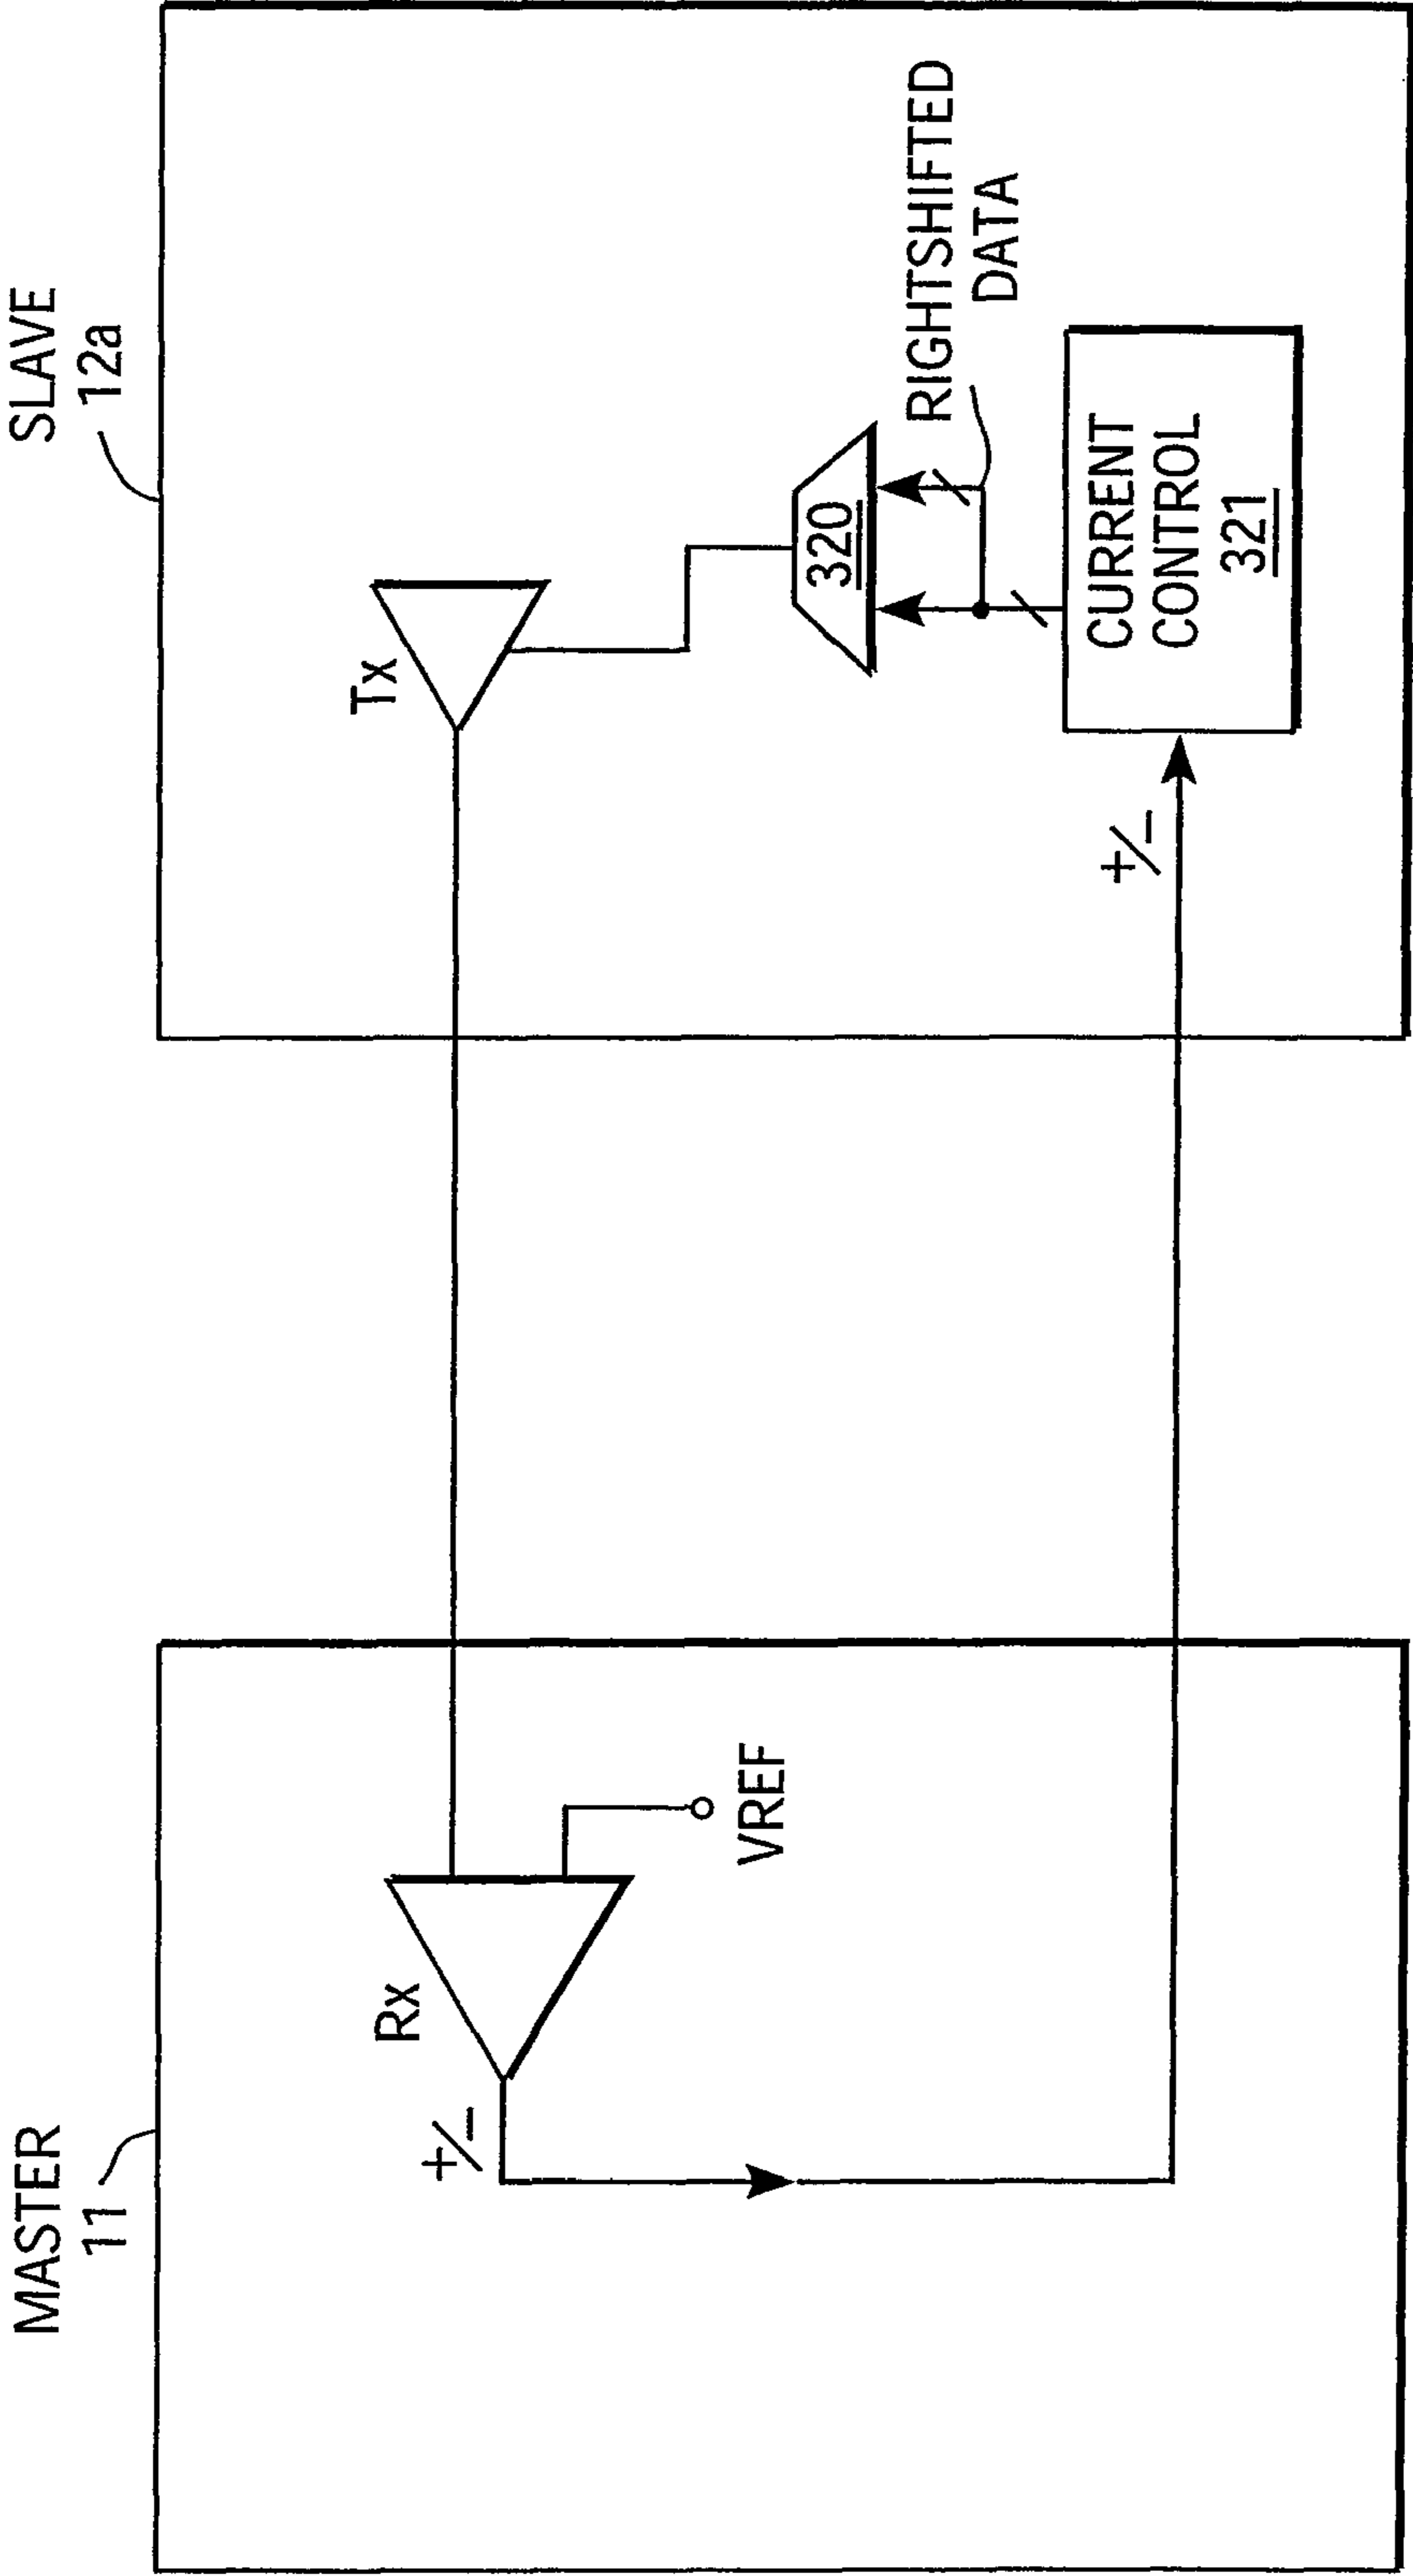 MASTER
11
Rx
+/-
VREF
SLAVE
12a
Tx
320
RIGHTSHIFTED
DATA
+/-
CURRENT
CONTROL
321